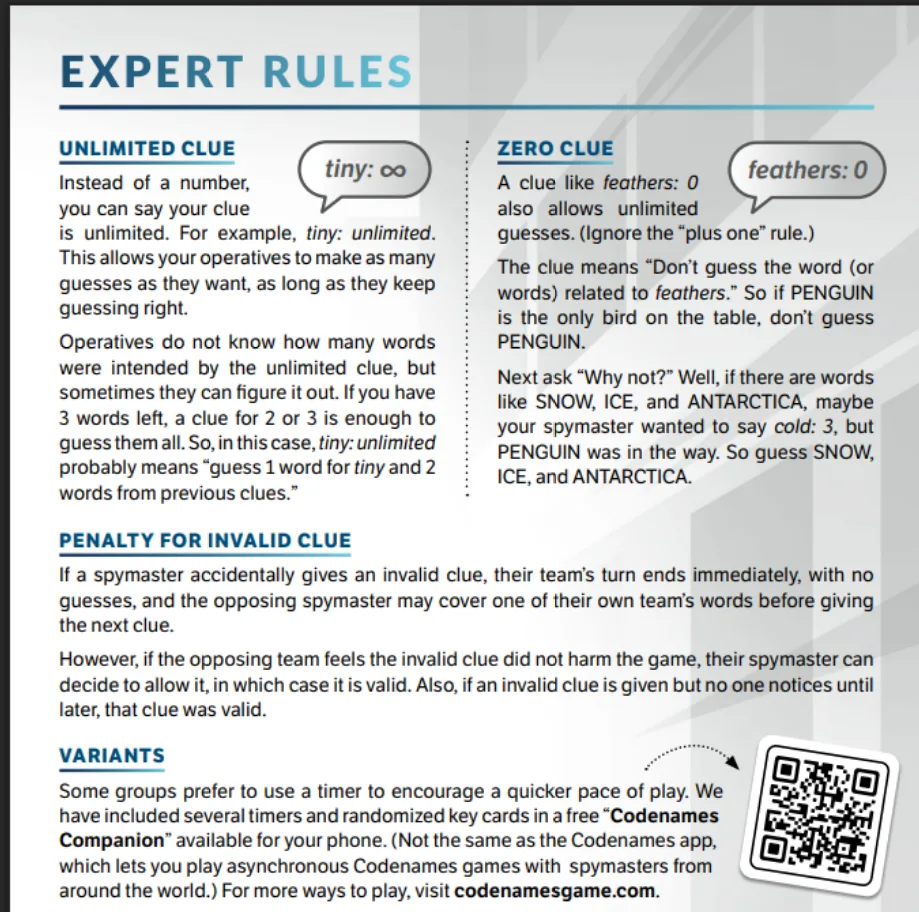 EXPERT RULES
UNLIMITED CLUE
tiny: ∞
Instead of a number,
you can say your clue
is unlimited. For example, tiny: unlimited.
This allows your operatives to make as many
guesses as they want, as long as they keep
guessing right.
Operatives do not know how many words
were intended by the unlimited clue, but
sometimes they can figure it out. If you have
3 words left, a clue for 2 or 3 is enough to
guess them all. So, in this case, tiny: unlimited
probably means “guess 1 word for tiny and 2
words from previous clues.”
ZERO CLUE
feathers: 0
A clue like feathers: 0
also allows unlimited
guesses. (Ignore the “plus one” rule.)
The clue means “Don’t guess the word (or
words) related to feathers.” So if PENGUIN
is the only bird on the table, don’t guess
PENGUIN.
Next ask “Why not?” Well, if there are words
like SNOW, ICE, and ANTARCTICA, maybe
your spymaster wanted to say cold: 3, but
PENGUIN was in the way. So guess SNOW,
ICE, and ANTARCTICA.
PENALTY FOR INVALID CLUE
If a spymaster accidentally gives an invalid clue, their team’s turn ends immediately, with no
guesses, and the opposing spymaster may cover one of their own team’s words before giving
the next clue.
However, if the opposing team feels the invalid clue did not harm the game, their spymaster can
decide to allow it, in which case it is valid. Also, if an invalid clue is given but no one notices until
later, that clue was valid.
VARIANTS
Some groups prefer to use a timer to encourage a quicker pace of play. We
have included several timers and randomized key cards in a free “Codenames
Companion” available for your phone. (Not the same as the Codenames app,
which lets you play asynchronous Codenames games with spymasters from
around the world.) For more ways to play, visit codenamesgame.com.